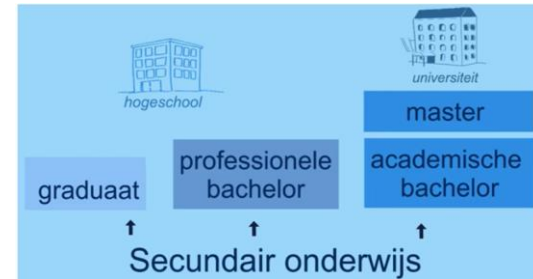 hogeschool
universiteit
master
graduaat
professionele
bachelor
academische
bachelor
Secundair onderwijs